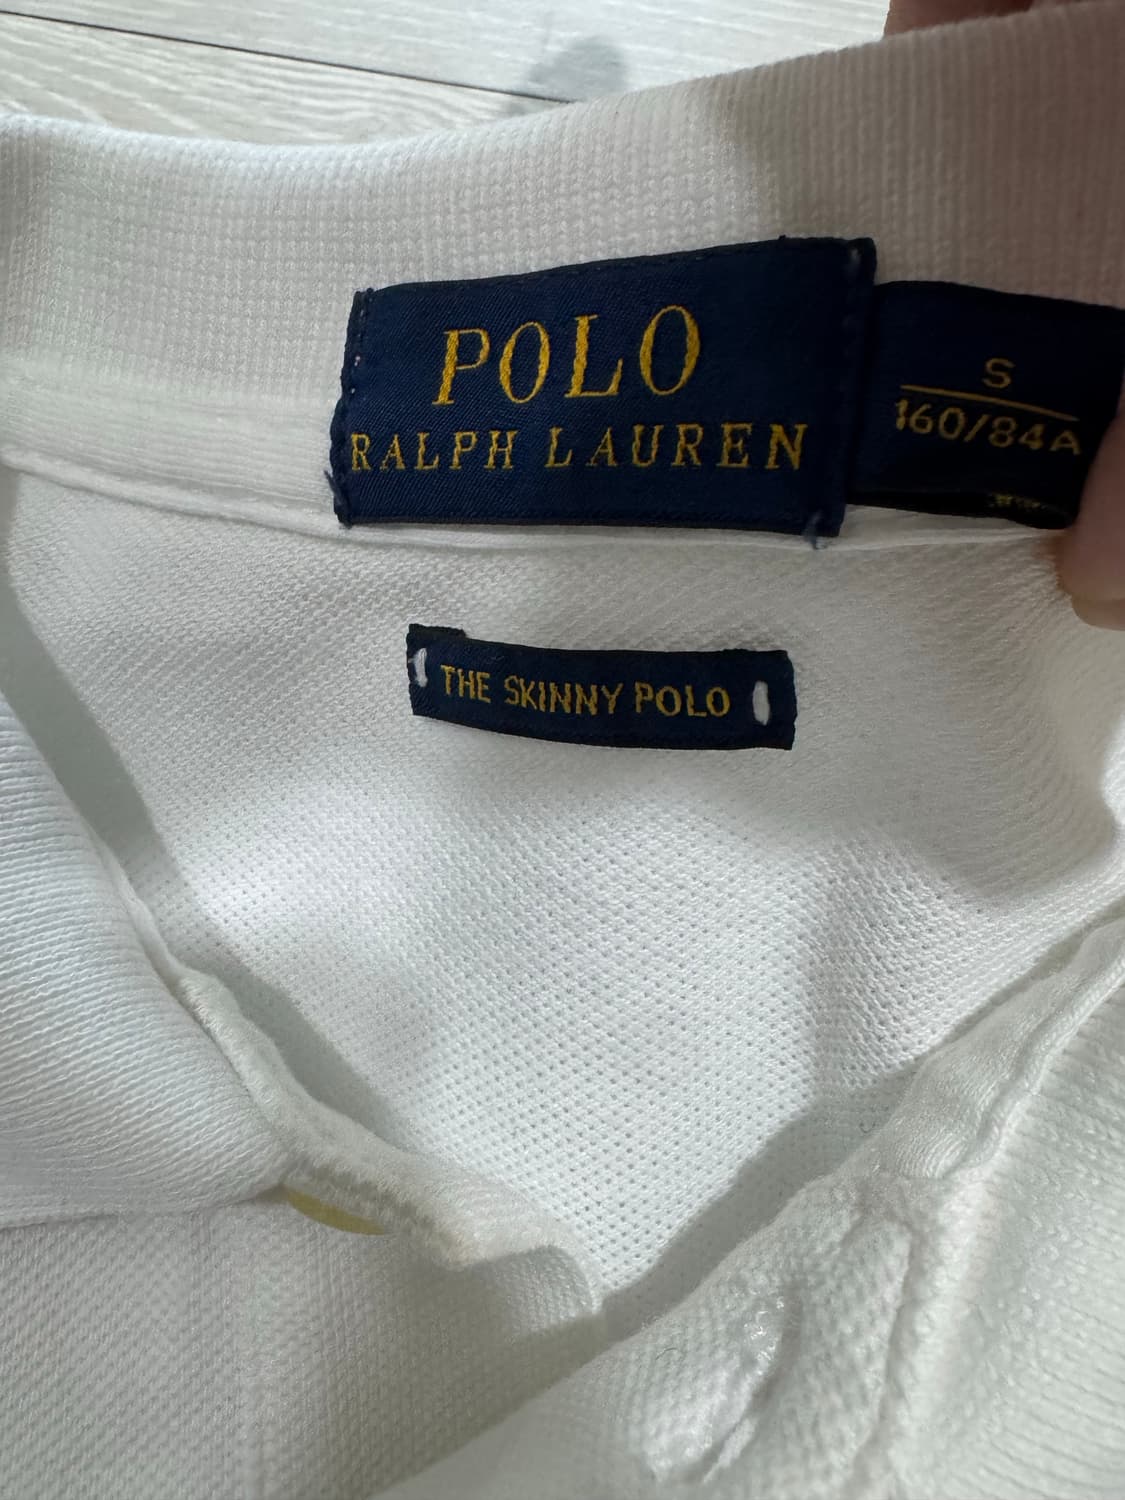 POLO
RALPH LAUREN
S
160/84A
THE SKINNY POLO